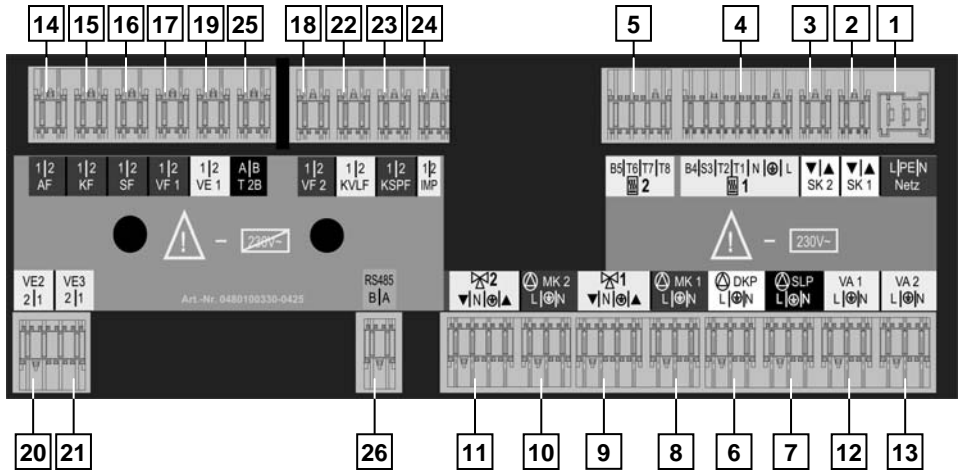 14 15 16 17 19 25 18 22 23 24 5 4 3 2 1
1|2 1|2 1|2 1|2 1|2 A|B 1|2 1|2 1|2 1|2 B5|T6|T7|T8 B4|S3|T2|T1|N|⏚|L ▼|▲ ▼|▲ L|PE|N
AF KF SF VF 1 VE 1 T 2B VF 2 KVLF KSPF IMP 2 1 SK 2 SK 1 Netz
! - 230V~ ! - 230V~
VE2 VE3 RS485 2 MK 2 1 MK 1 DKP SLP VA 1 VA 2
2|1 2|1 B|A ▼|N|⏚|▲ L|⏚|N ▼|N|⏚|▲ L|⏚|N L|⏚|N L|⏚|N L|⏚|N L|⏚|N
Art.-Nr. 0480100330-0425
20 21 26 11 10 9 8 6 7 12 13